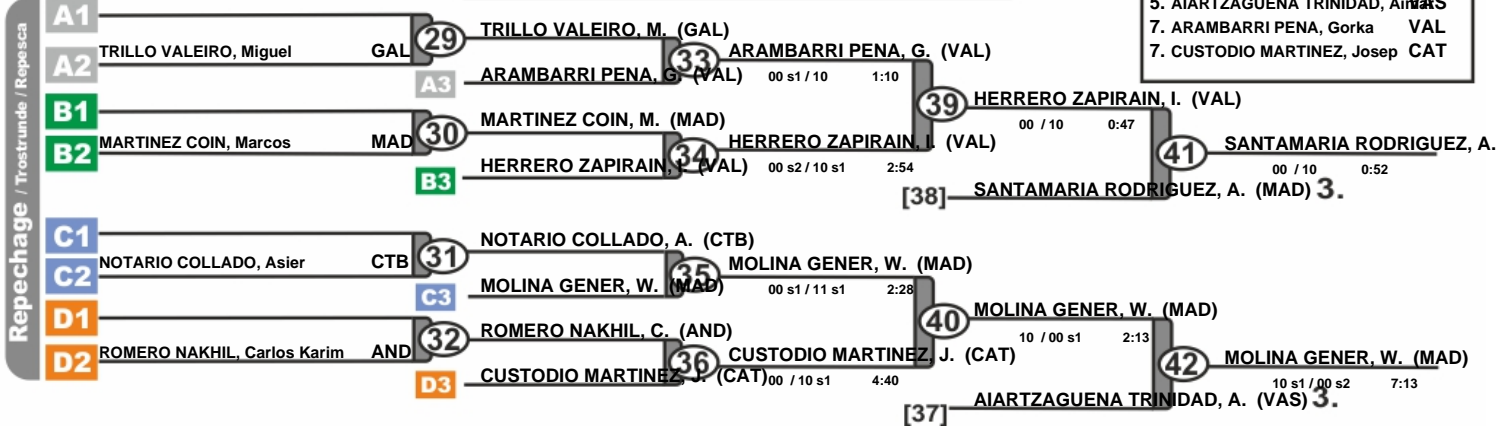 5. AIARTZAGUENA TRINIDAD, Aimar VAS
7. ARAMBARRI PENA, Gorka VAL
7. CUSTODIO MARTINEZ, Josep CAT
Repechage / Trostrunde / Repesca
A1
TRILLO VALEIRO, Miguel GAL
A2
29
TRILLO VALEIRO, M. (GAL)
A3
ARAMBARRI PENA, G. (VAL)
33
ARAMBARRI PENA, G. (VAL)
00 s1 / 10 1:10
B1
MARTINEZ COIN, Marcos MAD
B2
30
MARTINEZ COIN, M. (MAD)
B3
HERRERO ZAPIRAIN, I. (VAL)
34
HERRERO ZAPIRAIN, I. (VAL)
00 s2 / 10 s1 2:54
39
HERRERO ZAPIRAIN, I. (VAL)
00 / 10 0:47
[38]
SANTAMARIA RODRIGUEZ, A. (MAD) 3.
41
SANTAMARIA RODRIGUEZ, A.
00 / 10 0:52
C1
NOTARIO COLLADO, Asier CTB
C2
31
NOTARIO COLLADO, A. (CTB)
C3
MOLINA GENER, W. (MAD)
35
MOLINA GENER, W. (MAD)
00 s1 / 11 s1 2:28
D1
ROMERO NAKHIL, Carlos Karim AND
D2
32
ROMERO NAKHIL, C. (AND)
D3
CUSTODIO MARTINEZ, J. (CAT)
36
CUSTODIO MARTINEZ, J. (CAT)
00 / 10 s1 4:40
40
MOLINA GENER, W. (MAD)
10 / 00 s1 2:13
[37]
AIARTZAGUENA TRINIDAD, A. (VAS) 3.
42
MOLINA GENER, W. (MAD)
10 s1 / 00 s2 7:13